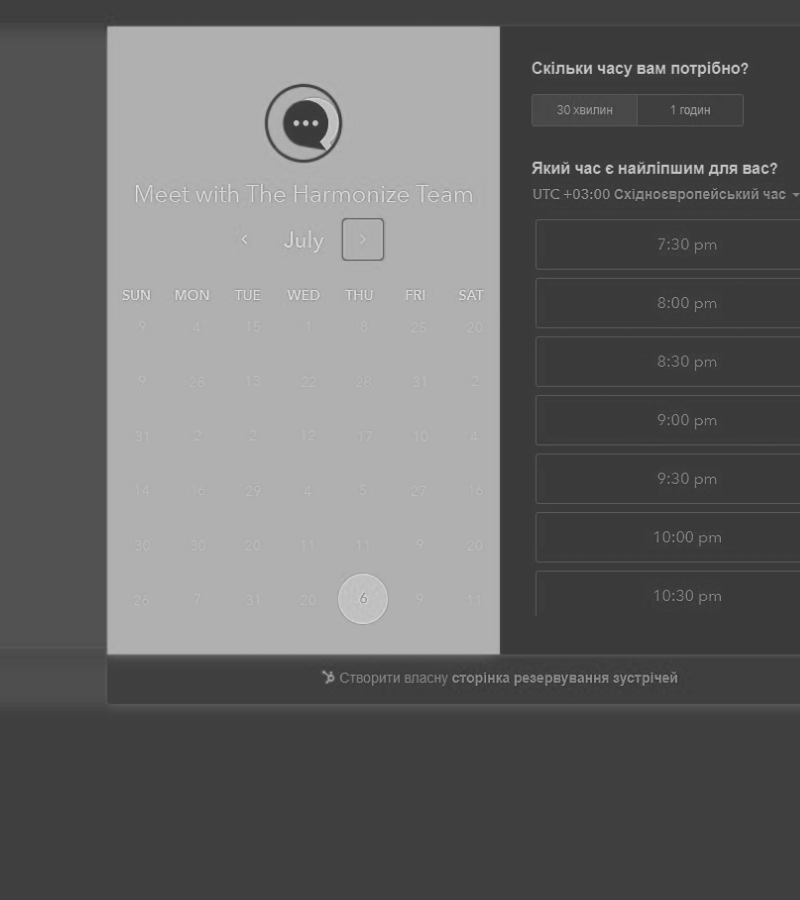 Meet with The Harmonize Team
July
SUN MON TUE WED THU FRI SAT
9 4 15 1 6 25 20
9 28 13 22 28 31 2
31 2 2 12 17 10 4
14 16 29 4 5 27 16
30 30 20 11 11 9 20
26 7 31 20 6 9 11
Скільки часу вам потрібно?
30 хвилин 1 годин
Який час є найліпшим для вас?
UTC +03:00 Східноєвропейський час
7:30 pm
8:00 pm
8:30 pm
9:00 pm
9:30 pm
10:00 pm
10:30 pm
Створити власну сторінка резервування зустрічей